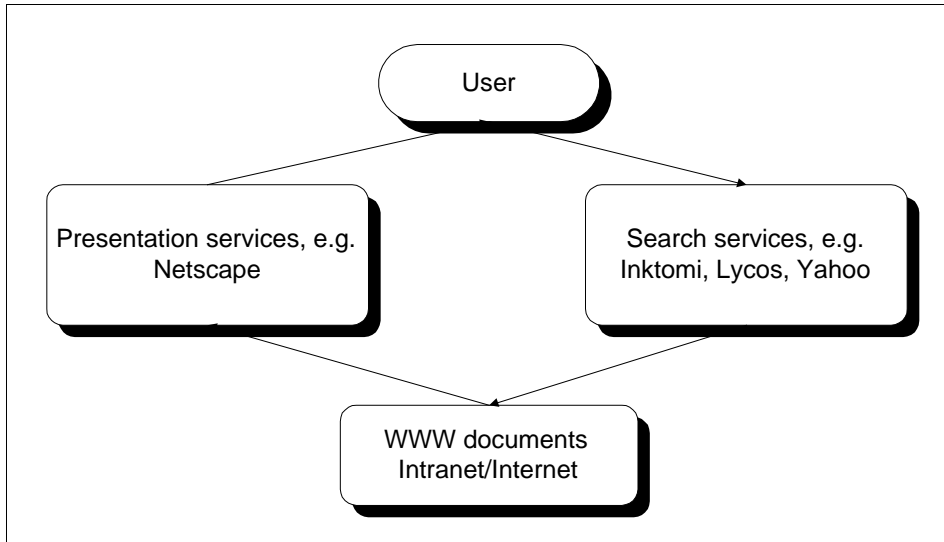 User
Presentation services, e.g.
Netscape
Search services, e.g.
Inktomi, Lycos, Yahoo
WWW documents
Intranet/Internet